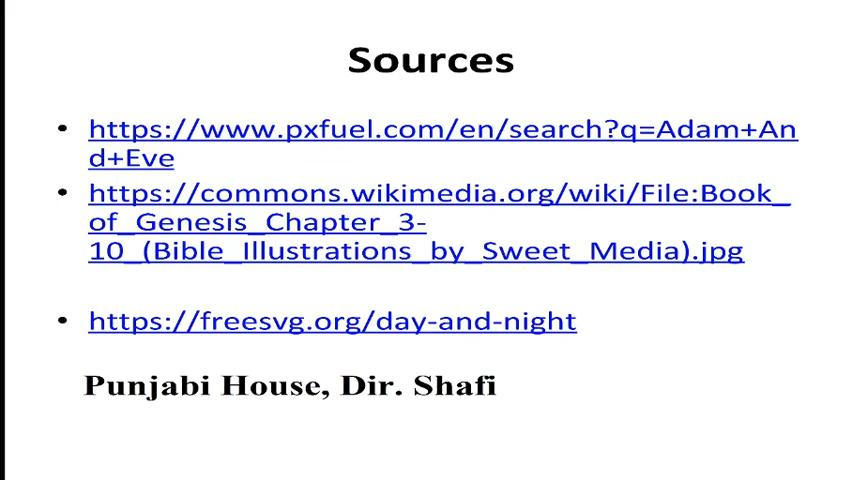 Sources
• https://www.pxfuel.com/en/search?q=Adam+An
d+Eve
• https://commons.wikimedia.org/wiki/File:Book_
of_Genesis_Chapter_3-
10_(Bible_Illustrations_by_Sweet_Media).jpg
• https://freesvg.org/day-and-night
Punjabi House, Dir. Shafi